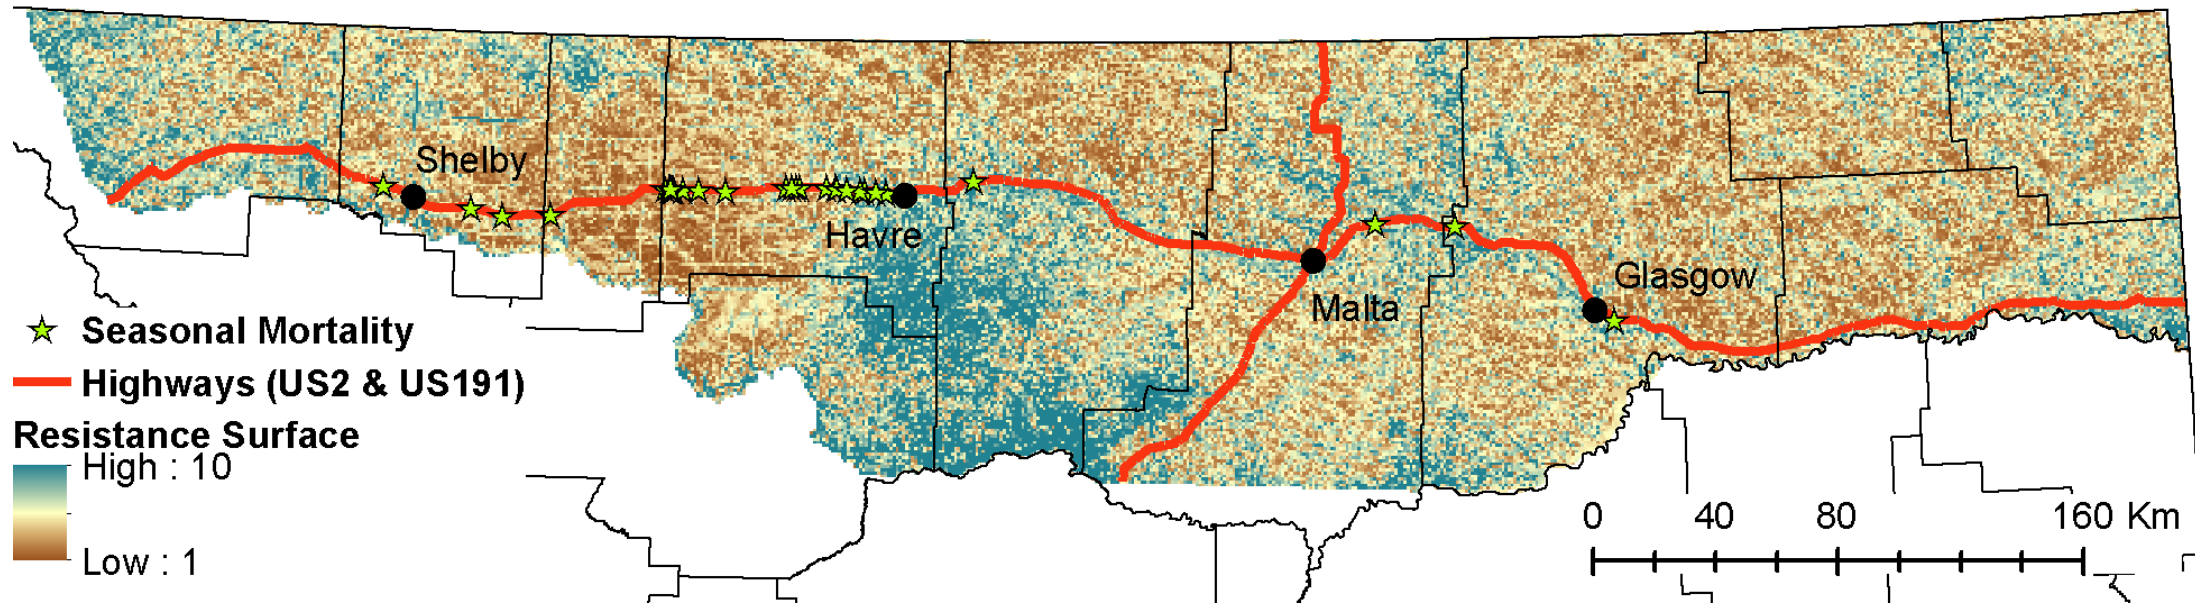 Shelby
Havre
Malta
Glasgow
Seasonal Mortality
Highways (US2 & US191)
Resistance Surface
High : 10
Low : 1
0 40 80 160 Km